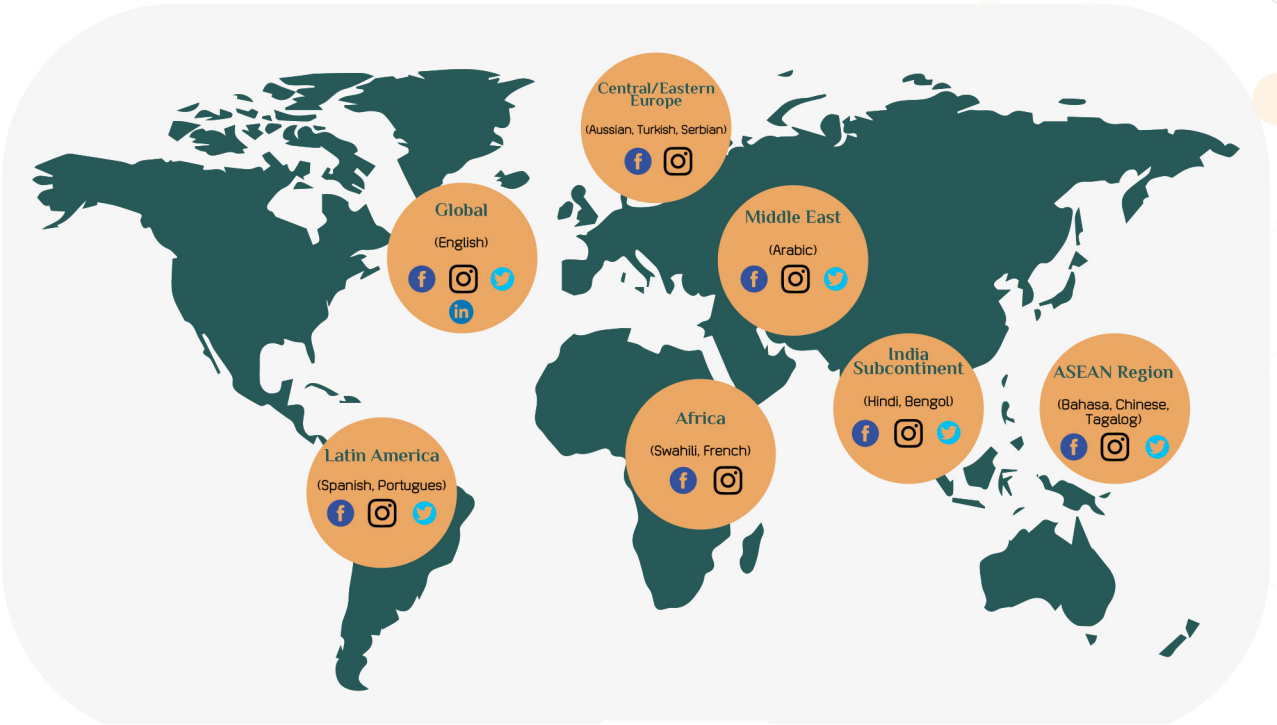 Central/Eastern
Europe
(Aussian, Turkish, Serbian)
Global
(English)
in
Middle East
(Arabic)
India
Subcontinent
(Hindi, Bengol)
ASEAN Region
(Bahasa, Chinese,
Tagalog)
Africa
(Swahili, French)
Latin America
(Spanish, Portugues)